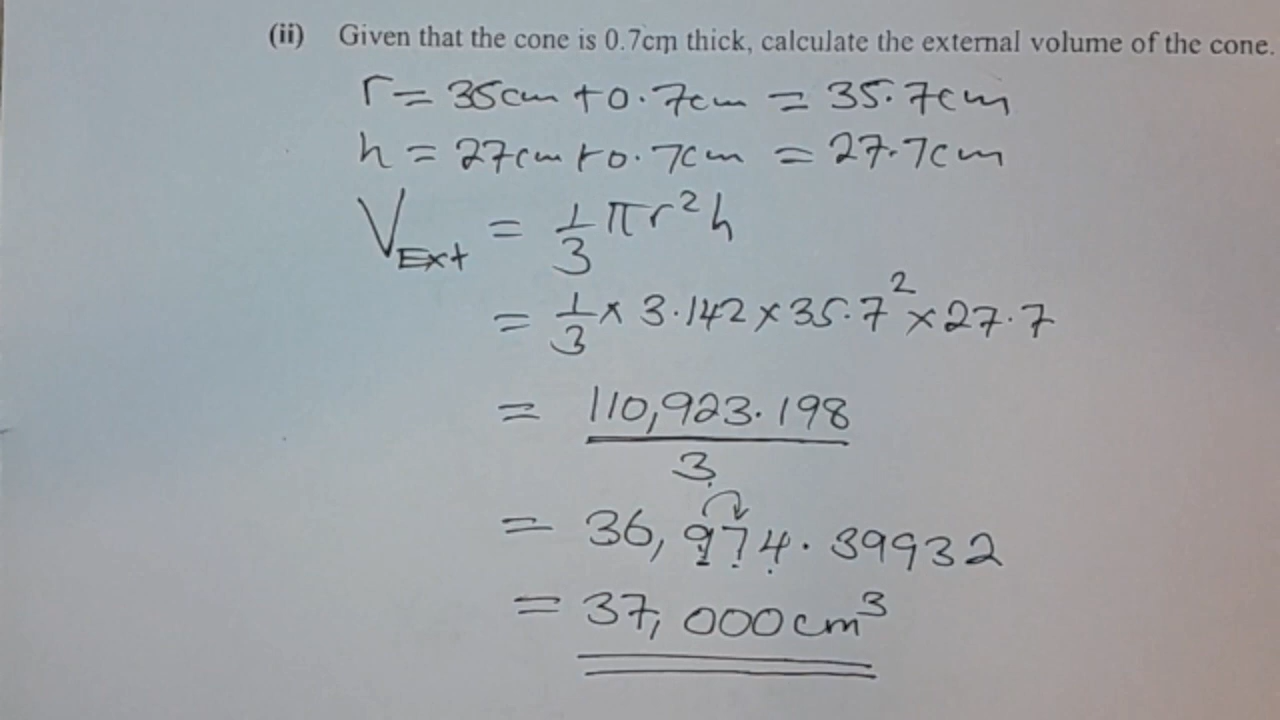 (ii) Given that the cone is 0.7cm thick, calculate the external volume of the cone.
r = 35cm + 0.7cm = 35.7cm
h = 27cm + 0.7cm = 27.7cm
V_Ext = 1/3 πr²h
= 1/3 × 3.142 × 35.7² × 27.7
= 110,923.198 / 3
= 36,974.39932
= 37,000cm³